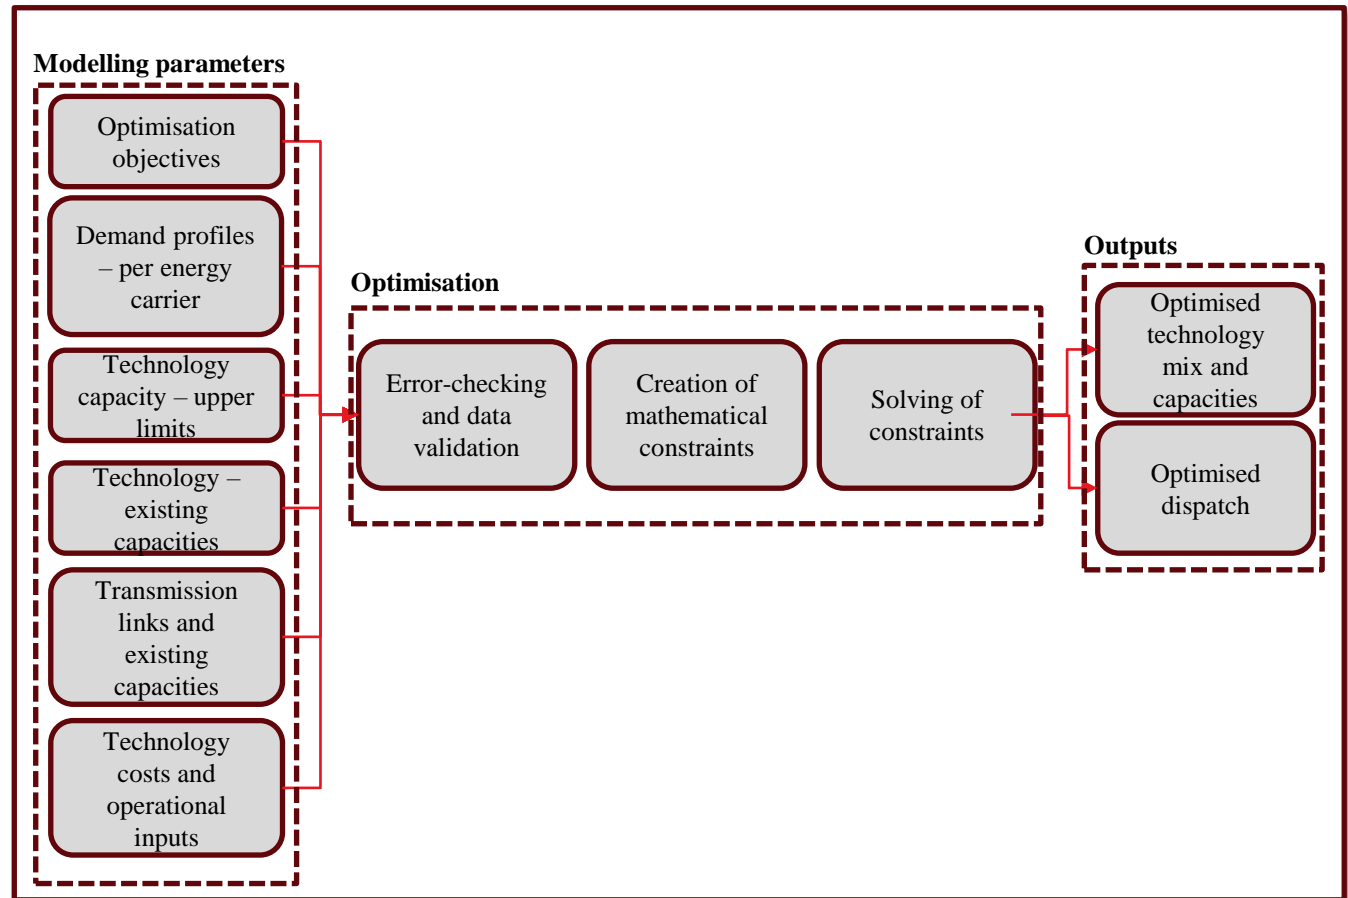 Modelling parameters
Optimisation
objectives
Demand profiles
– per energy
carrier
Technology
capacity – upper
limits
Technology –
existing
capacities
Transmission
links and
existing
capacities
Technology
costs and
operational
inputs
Optimisation
Error-checking
and data
validation
Creation of
mathematical
constraints
Solving of
constraints
Outputs
Optimised
technology
mix and
capacities
Optimised
dispatch